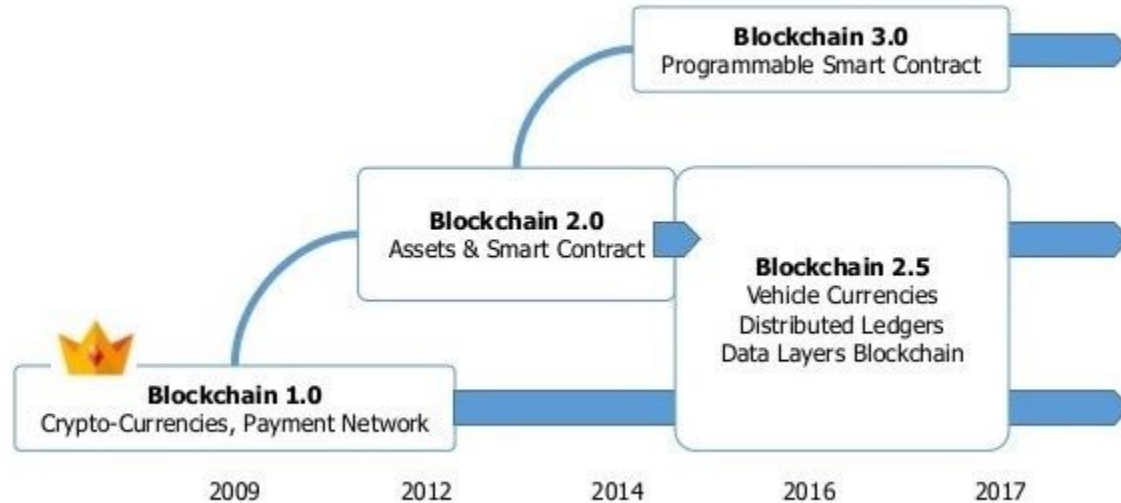 Blockchain 3.0
Programmable Smart Contract
Blockchain 2.0
Assets & Smart Contract
Blockchain 2.5
Vehicle Currencies
Distributed Ledgers
Data Layers Blockchain
Blockchain 1.0
Crypto-Currencies, Payment Network
2009 2012 2014 2016 2017